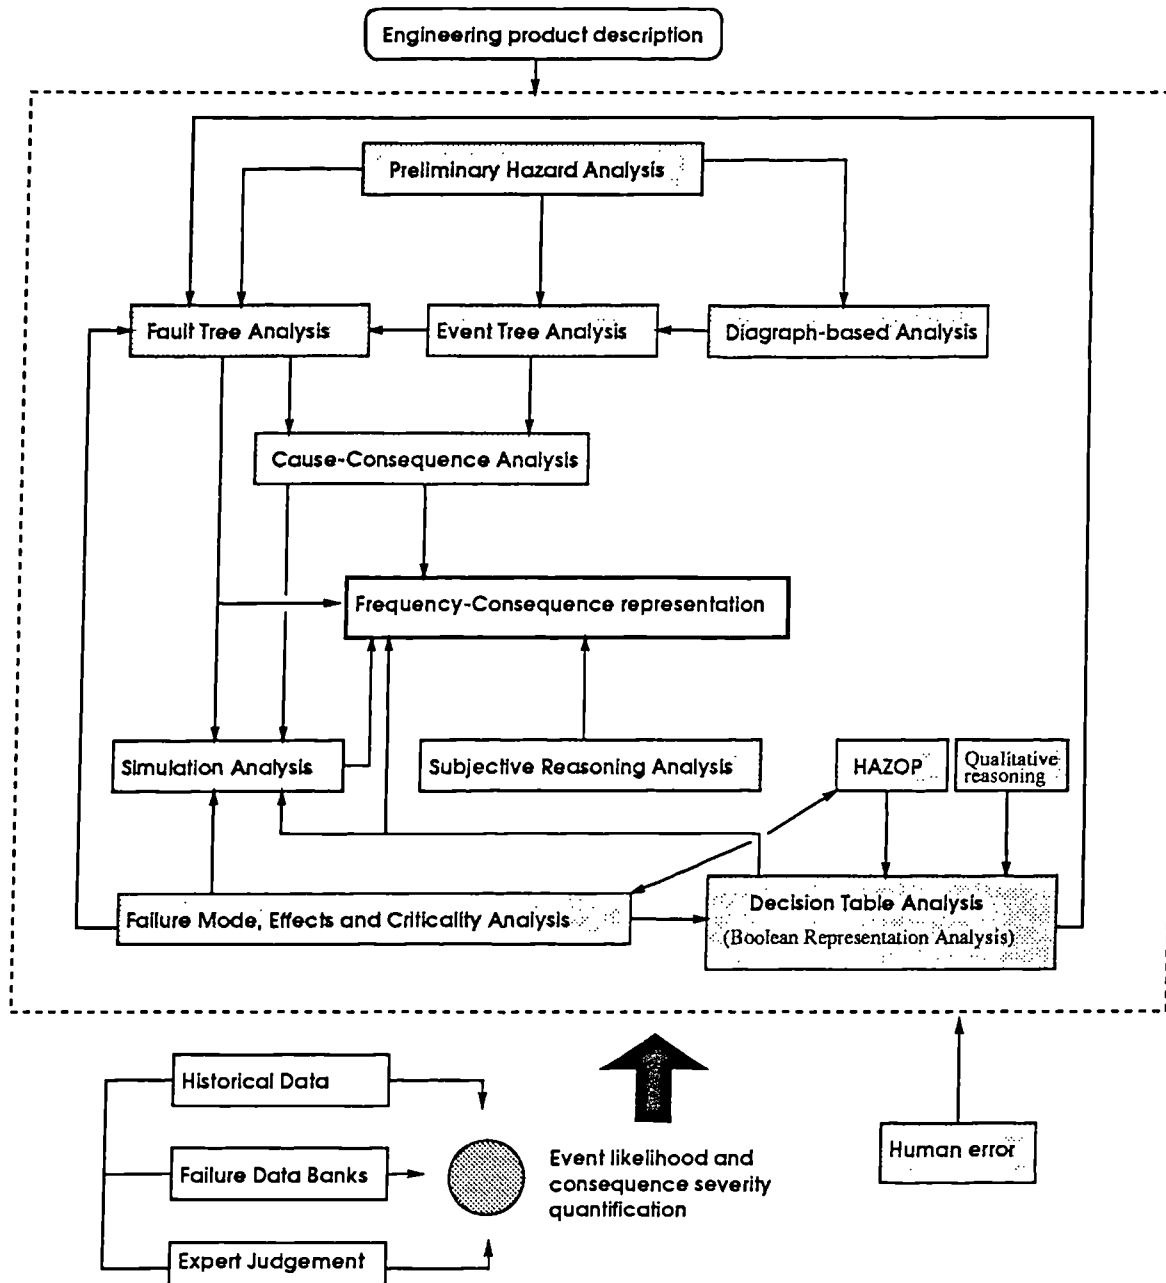 Engineering product description
Preliminary Hazard Analysis
Fault Tree Analysis
Event Tree Analysis
Diagraph-based Analysis
Cause-Consequence Analysis
Frequency-Consequence representation
Simulation Analysis
Subjective Reasoning Analysis
HAZOP
Qualitative
reasoning
Failure Mode, Effects and Criticality Analysis
Decision Table Analysis
(Boolean Representation Analysis)
Historical Data
Failure Data Banks
Expert Judgement
Event likelihood and
consequence severity
quantification
Human error